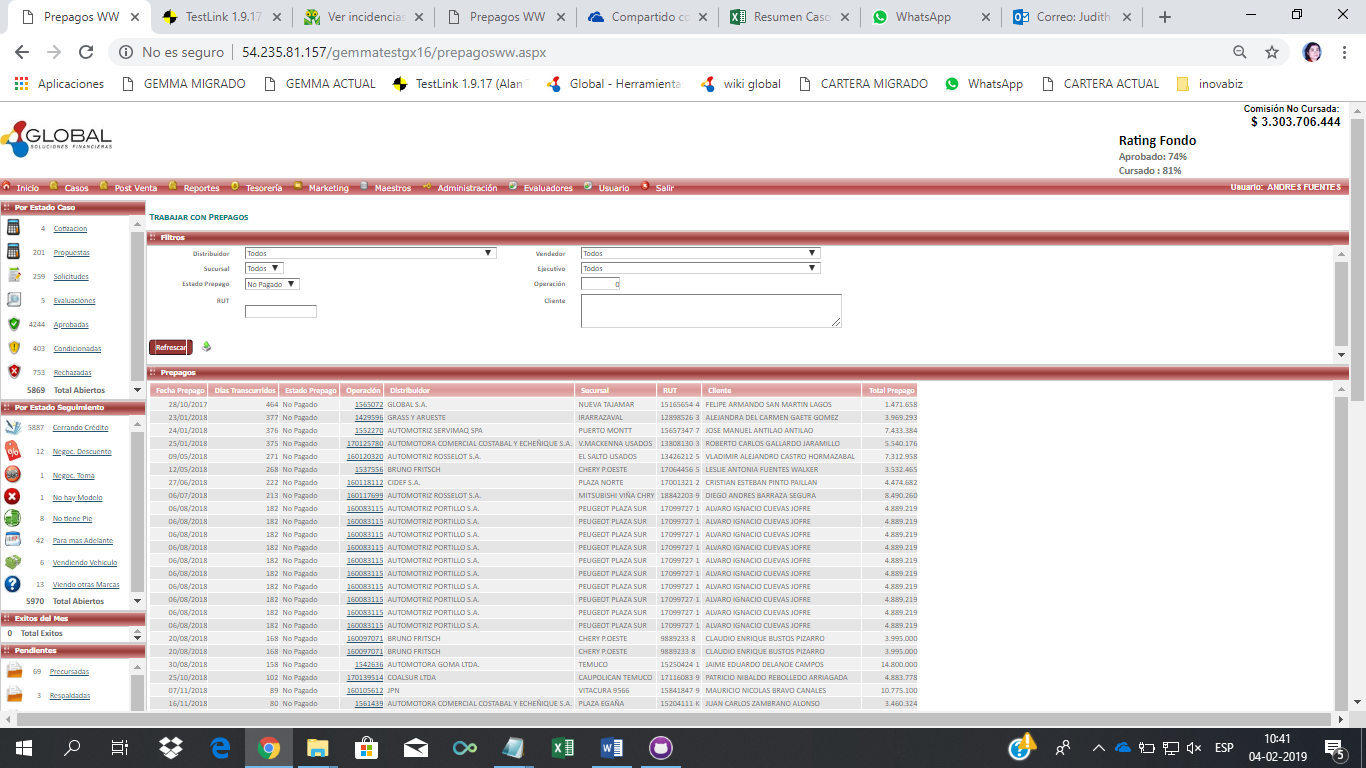 Prepagos WW
TestLink 1.9.17
Ver incidencias
Prepagos WW
Compartido co
Resumen Caso
WhatsApp
Correo: Judith
No es seguro
54.235.81.157/gemmatestgx16/prepagosww.aspx
Aplicaciones
GEMMA MIGRADO
GEMMA ACTUAL
TestLink 1.9.17 (Alan
Global - Herramienta
wiki global
CARTERA MIGRADO
WhatsApp
CARTERA ACTUAL
inovabiz
Comisión No Cursada:
$ 3.303.706.444
GLOBAL
SOLUCIONES FINANCIERAS
Rating Fondo
Aprobado: 74%
Cursado : 81%
Inicio Casos Post Venta Reportes Tesorería Marketing Maestros Administración Evaluadores Usuario Salir Usuario: ANDRES FUENTES
Por Estado Caso
4 Cotizacion
201 Propuestas
259 Solicitudes
5 Evaluaciones
4244 Aprobadas
403 Condicionadas
753 Rechazadas
5869 Total Abiertos
Por Estado Seguimiento
5887 Cerrando Crédito
12 Negoc. Descuento
1 Negoc. Toma
1 No hay Modelo
8 No tiene Pie
42 Para mas Adelante
6 Vendiendo Vehículo
13 Viendo otras Marcas
5970 Total Abiertos
Exitos del Mes
0 Total Exitos
Pendientes
69 Precursadas
3 Respaldadas
TRABAJAR CON PREPAGOS
Filtros
Distribuidor Todos Vendedor Todos
Sucursal Todos Ejecutivo Todos
Estado Prepago No Pagado Operación 0
RUT Cliente
Refrescar
Prepagos
Fecha Prepago Días Transcurridos Estado Prepago Operación Distribuidor Sucursal RUT Cliente Total Prepago
28/10/2017 464 No Pagado 1565072 GLOBAL S.A. NUEVA TAJAMAR 15165654 4 FELIPE ARMANDO SAN MARTIN LAGOS 1.471.658
23/01/2018 377 No Pagado 1429596 GRASS Y ARUESTE IRARRAZAVAL 12898526 3 ALEJANDRA DEL CARMEN GAETE GOMEZ 3.969.293
24/01/2018 376 No Pagado 1552270 AUTOMOTRIZ SERVIMAQ SPA PUERTO MONTT 15657347 7 JOSE MANUEL ANTILAO ANTILAO 7.433.384
25/01/2018 375 No Pagado 170125780 AUTOMOTORA COMERCIAL COSTABAL Y ECHEÑIQUE S.A. V.MACKENNA USADOS 13808130 3 ROBERTO CARLOS GALLARDO JARAMILLO 5.540.176
09/05/2018 271 No Pagado 160120320 AUTOMOTRIZ ROSSELOT S.A. EL SALTO USADOS 13426212 5 VLADIMIR ALEJANDRO CASTRO HORMAZABAL 7.312.958
12/05/2018 268 No Pagado 1537556 BRUNO FRITSCH CHERY P.OESTE 17064456 5 LESLIE ANTONIA FUENTES WALKER 3.532.465
27/06/2018 222 No Pagado 160118112 CIDEF S.A. PLAZA NORTE 17001321 2 CRISTIAN ESTEBAN PINTO PAILLAN 4.474.682
06/07/2018 213 No Pagado 160117699 AUTOMOTRIZ ROSSELOT S.A. MITSUBISHI VIÑA CHRY 18842203 9 DIEGO ANDRES BARRAZA SEGURA 8.490.260
06/08/2018 182 No Pagado 160083115 AUTOMOTRIZ PORTILLO S.A. PEUGEOT PLAZA SUR 17099727 1 ALVARO IGNACIO CUEVAS JOFRE 4.889.219
06/08/2018 182 No Pagado 160083115 AUTOMOTRIZ PORTILLO S.A. PEUGEOT PLAZA SUR 17099727 1 ALVARO IGNACIO CUEVAS JOFRE 4.889.219
06/08/2018 182 No Pagado 160083115 AUTOMOTRIZ PORTILLO S.A. PEUGEOT PLAZA SUR 17099727 1 ALVARO IGNACIO CUEVAS JOFRE 4.889.219
06/08/2018 182 No Pagado 160083115 AUTOMOTRIZ PORTILLO S.A. PEUGEOT PLAZA SUR 17099727 1 ALVARO IGNACIO CUEVAS JOFRE 4.889.219
06/08/2018 182 No Pagado 160083115 AUTOMOTRIZ PORTILLO S.A. PEUGEOT PLAZA SUR 17099727 1 ALVARO IGNACIO CUEVAS JOFRE 4.889.219
06/08/2018 182 No Pagado 160083115 AUTOMOTRIZ PORTILLO S.A. PEUGEOT PLAZA SUR 17099727 1 ALVARO IGNACIO CUEVAS JOFRE 4.889.219
06/08/2018 182 No Pagado 160083115 AUTOMOTRIZ PORTILLO S.A. PEUGEOT PLAZA SUR 17099727 1 ALVARO IGNACIO CUEVAS JOFRE 4.889.219
06/08/2018 182 No Pagado 160083115 AUTOMOTRIZ PORTILLO S.A. PEUGEOT PLAZA SUR 17099727 1 ALVARO IGNACIO CUEVAS JOFRE 4.889.219
06/08/2018 182 No Pagado 160083115 AUTOMOTRIZ PORTILLO S.A. PEUGEOT PLAZA SUR 17099727 1 ALVARO IGNACIO CUEVAS JOFRE 4.889.219
06/08/2018 182 No Pagado 160083115 AUTOMOTRIZ PORTILLO S.A. PEUGEOT PLAZA SUR 17099727 1 ALVARO IGNACIO CUEVAS JOFRE 4.889.219
20/08/2018 168 No Pagado 160097071 BRUNO FRITSCH CHERY P.OESTE 9889233 8 CLAUDIO ENRIQUE BUSTOS PIZARRO 3.995.000
20/08/2018 168 No Pagado 160097071 BRUNO FRITSCH CHERY P.OESTE 9889233 8 CLAUDIO ENRIQUE BUSTOS PIZARRO 3.995.000
30/08/2018 158 No Pagado 1542636 AUTOMOTORA GOMA LTDA. TEMUCO 15250424 1 JAIME EDUARDO DELANOE CAMPOS 14.800.000
25/10/2018 102 No Pagado 170139514 COALSUR LTDA CAUPOLICAN TEMUCO 17116083 9 PATRICIO NIBALDO REBOLLEDO ARRIAGADA 4.883.778
07/11/2018 89 No Pagado 160105612 JPN VITACURA 9566 15841847 9 MAURICIO NICOLAS BRAVO CANALES 10.775.100
16/11/2018 80 No Pagado 1561439 AUTOMOTORA COMERCIAL COSTABAL Y ECHEÑIQUE S.A. PLAZA EGAÑA 15204111 K JUAN CARLOS ZAMBRANO ALONSO 3.460.324
ESP
10:41
04-02-2019
5